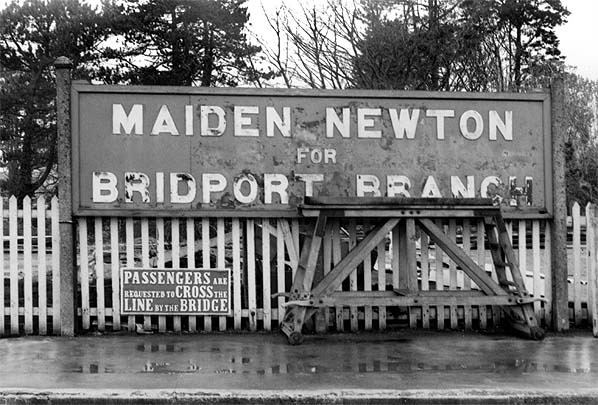 MAIDEN NEWTON
FOR
BRIDPORT BRANCH
PASSENGERS ARE
REQUESTED TO CROSS THE
LINE BY THE BRIDGE